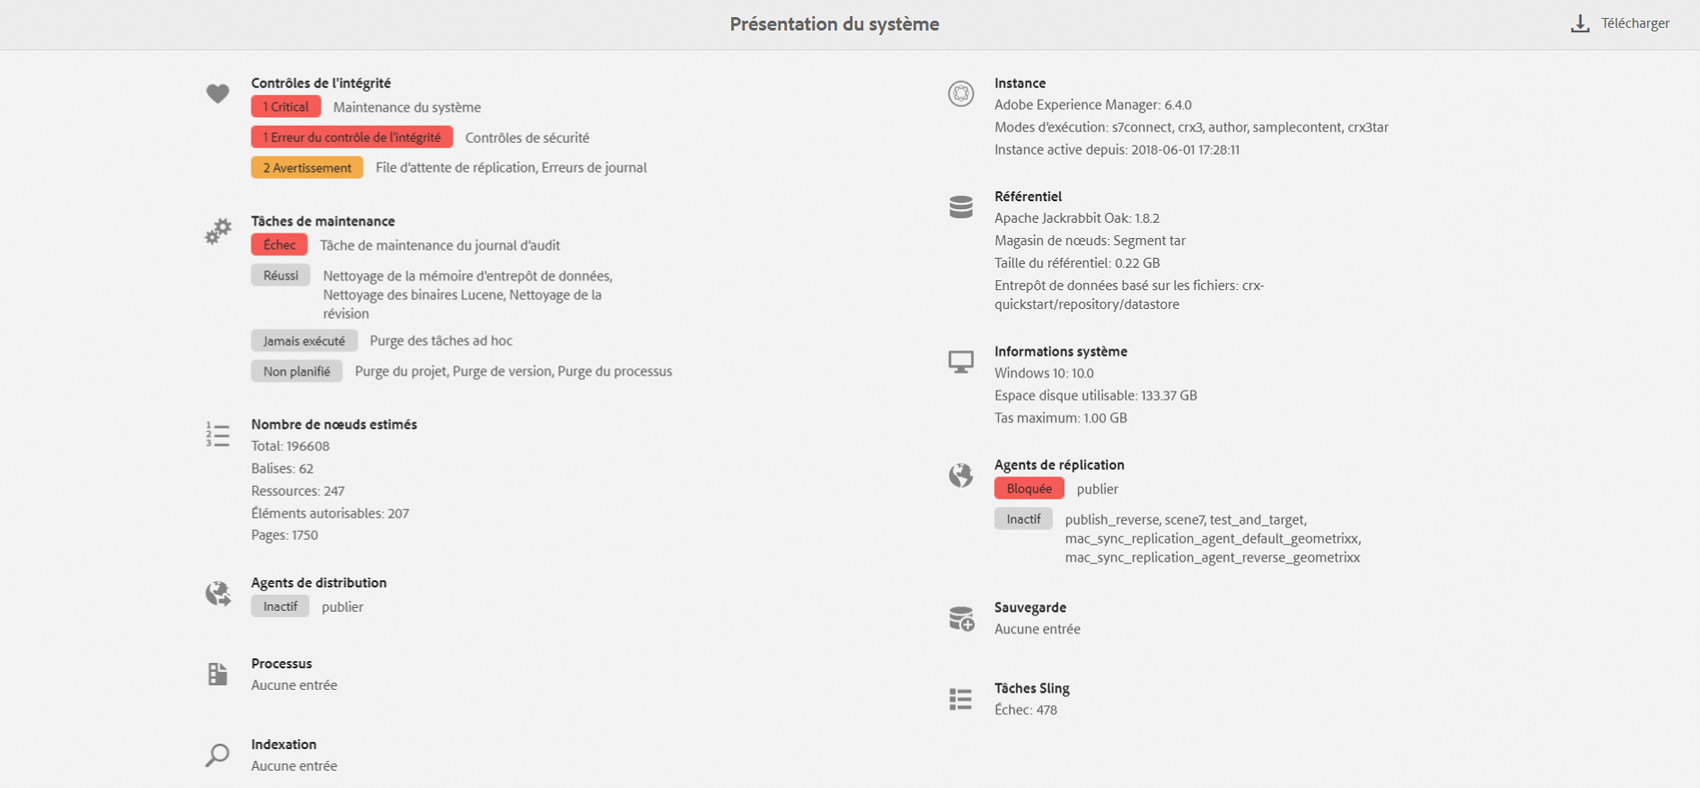 Présentation du système
Télécharger
Contrôles de l'intégrité
1 Critical Maintenance du système
1 Erreur du contrôle de l'intégrité Contrôles de sécurité
2 Avertissement File d'attente de réplication, Erreurs de journal
Tâches de maintenance
Échec Tâche de maintenance du journal d'audit
Réussi Nettoyage de la mémoire d'entrepôt de données,
Nettoyage des binaires Lucene, Nettoyage de la
révision
Jamais exécuté Purge des tâches ad hoc
Non planifié Purge du projet, Purge de version, Purge du processus
1
2
3
Nombre de nœuds estimés
Total: 196608
Balises: 62
Ressources: 247
Éléments autorisables: 207
Pages: 1750
Agents de distribution
Inactif publier
Processus
Aucune entrée
Indexation
Aucune entrée
Instance
Adobe Experience Manager: 6.4.0
Modes d'exécution: s7connect, crx3, author, samplecontent, crx3tar
Instance active depuis: 2018-06-01 17:28:11
Référentiel
Apache Jackrabbit Oak: 1.8.2
Magasin de nœuds: Segment tar
Taille du référentiel: 0.22 GB
Entrepôt de données basé sur les fichiers: crx-
quickstart/repository/datastore
Informations système
Windows 10: 10.0
Espace disque utilisable: 133.37 GB
Tas maximum: 1.00 GB
Agents de réplication
Bloquée publier
Inactif publish_reverse, scene7, test_and_target,
mac_sync_replication_agent_default_geometrixx,
mac_sync_replication_agent_reverse_geometrixx
Sauvegarde
Aucune entrée
Tâches Sling
Échec: 478